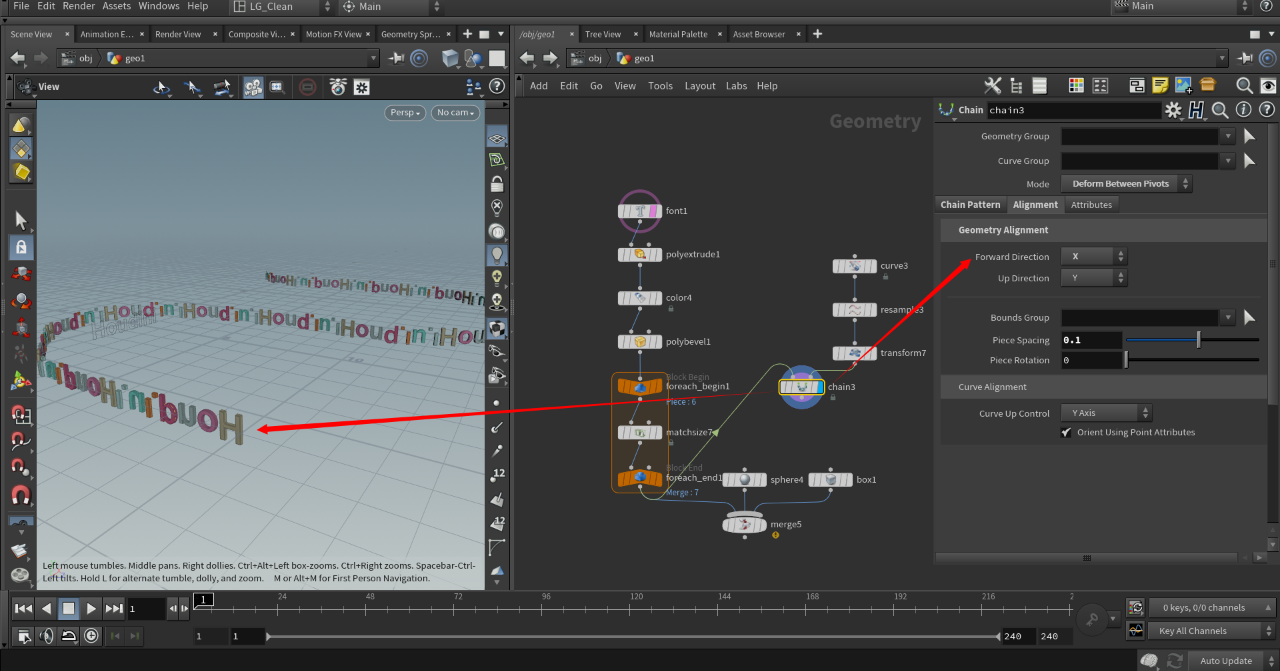 File Edit Render Assets Windows Help LG_Clean Main Main
Scene View Animation E... Render View Composite Vi... Motion FX View Geometry Spr...
/obj/geo1 Tree View Material Palette Asset Browser
obj geo1
obj geo1
View
Add Edit Go View Tools Layout Labs Help
Persp No cam
Geometry
Chain chain3
Geometry Group
Curve Group
Mode Deform Between Pivots
Chain Pattern Alignment Attributes
Geometry Alignment
Forward Direction X
Up Direction Y
Bounds Group
Piece Spacing 0.1
Piece Rotation 0
Curve Alignment
Curve Up Control Y Axis
Orient Using Point Attributes
font1
polyextrude1
color4
polybevel1
Block Begin
foreach_begin1
Piece : 6
matchsize7
Block End
foreach_end1
Merge : 7
curve3
resample3
transform7
chain3
sphere4
box1
merge5
Houdini
12
12
Left mouse tumbles. Middle pans. Right dollies. Ctrl+Alt+Left box-zooms. Ctrl+Right zooms. Spacebar-Ctrl-
Left tilts. Hold L for alternate tumble, dolly, and zoom. M or Alt+M for First Person Navigation.
1 1 24 48 72 96 120 144 168 192 216 2
0 keys, 0/0 channels
1 1 240 240
Key All Channels
Auto Update